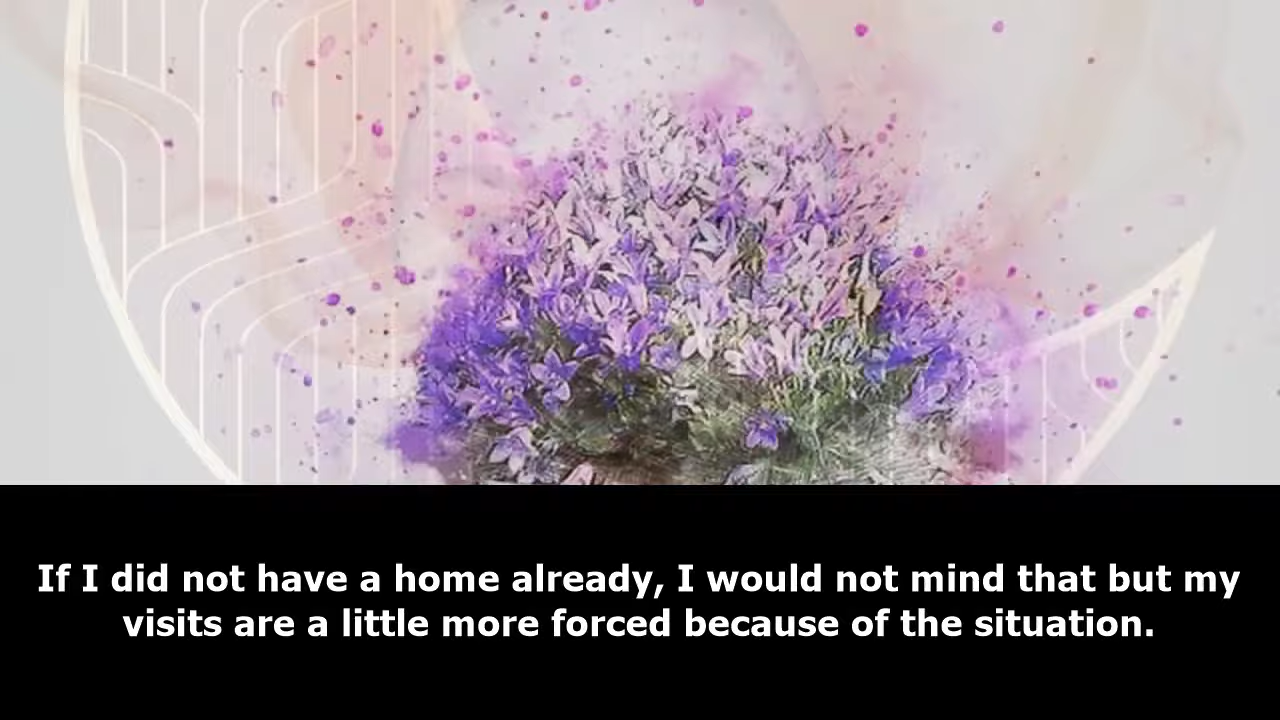 If I did not have a home already, I would not mind that but my
visits are a little more forced because of the situation.